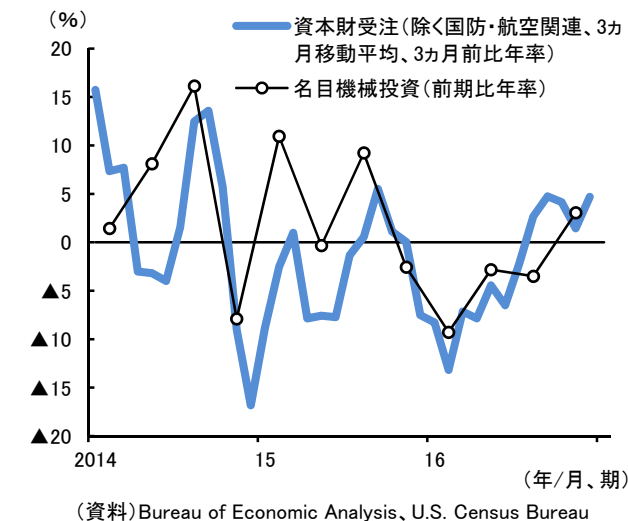 (%)
資本財受注(除く国防・航空関連、3ヵ
月移動平均、3ヵ月前比年率)
名目機械投資(前期比年率)
20
15
10
5
0
▲5
▲10
▲15
▲20
2014
15
16
(年/月、期)
(資料)Bureau of Economic Analysis、U.S. Census Bureau